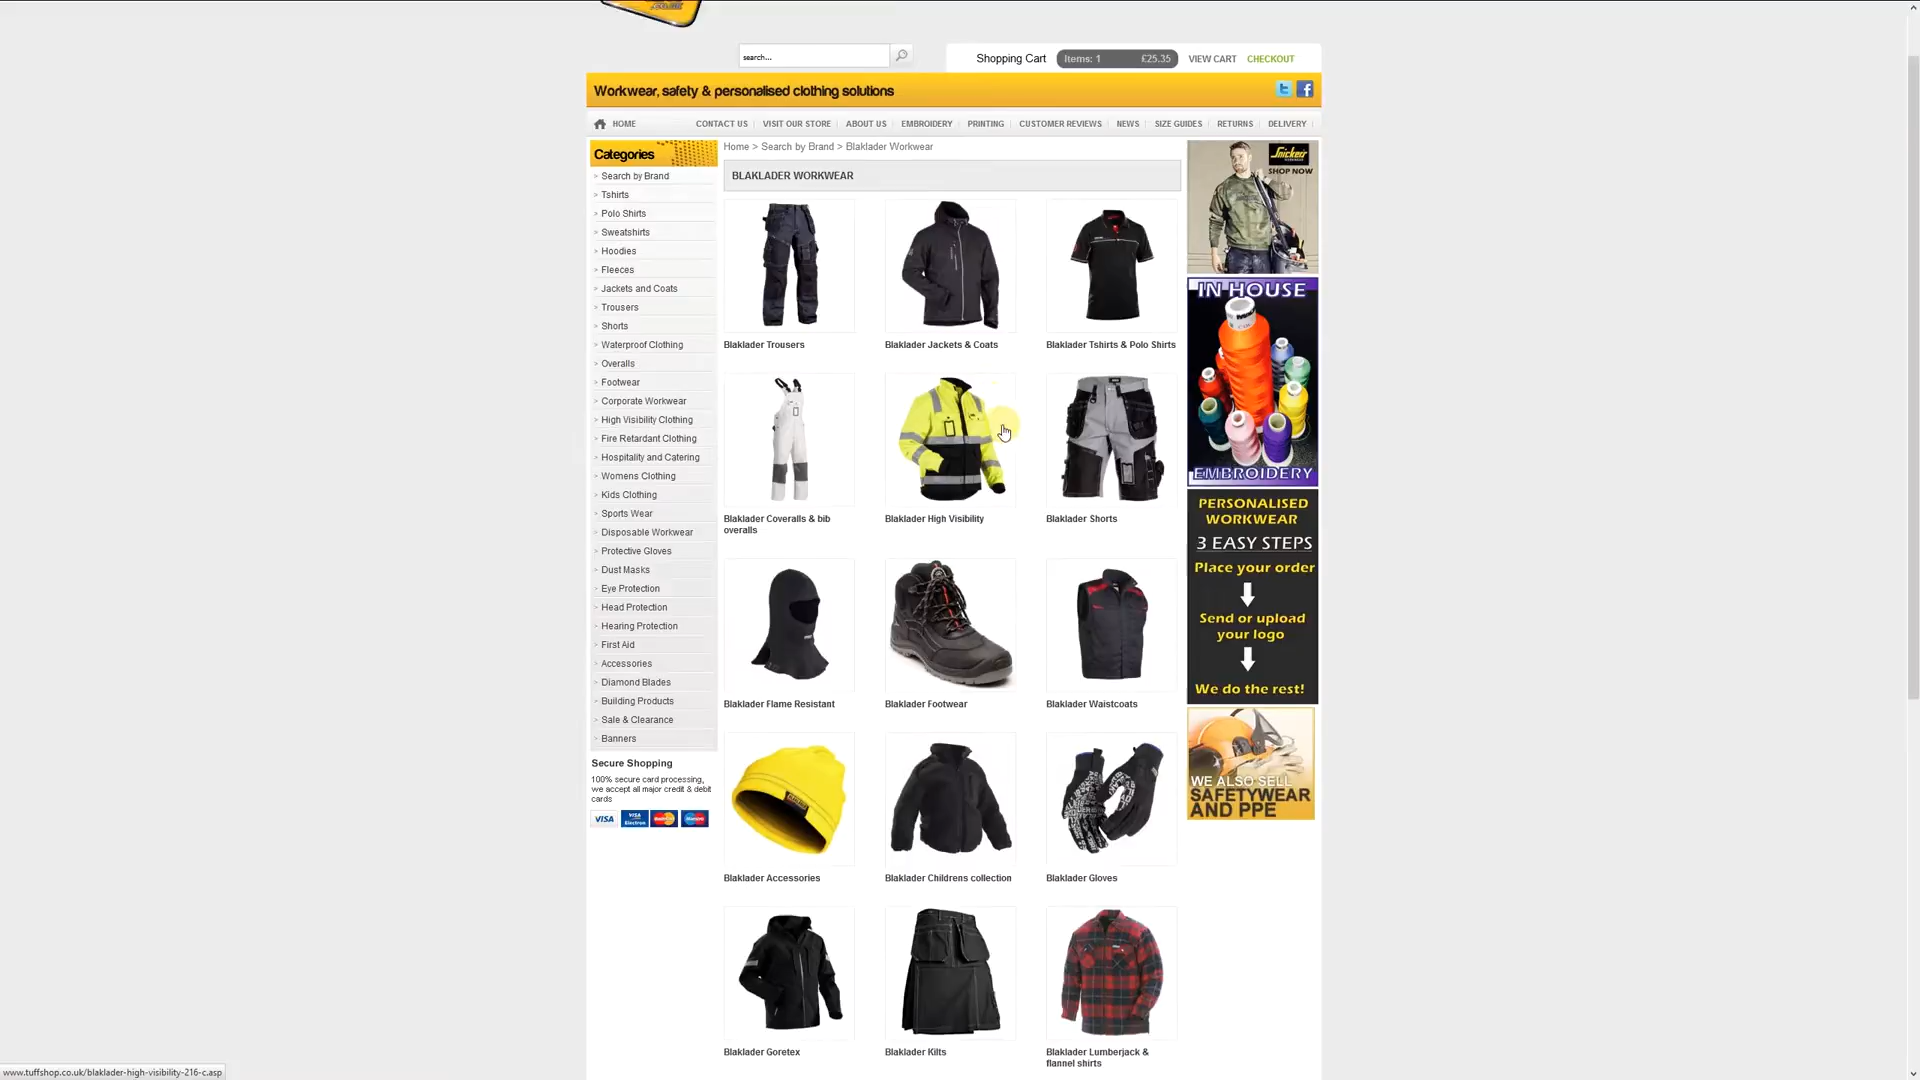 .co.uk
search...
Shopping Cart
Items: 1
£25.35
VIEW CART
CHECKOUT
Workwear, safety & personalised clothing solutions
HOME
CONTACT US
VISIT OUR STORE
ABOUT US
EMBROIDERY
PRINTING
CUSTOMER REVIEWS
NEWS
SIZE GUIDES
RETURNS
DELIVERY
Categories
> Search by Brand
> Tshirts
> Polo Shirts
> Sweatshirts
> Hoodies
> Fleeces
> Jackets and Coats
> Trousers
> Shorts
> Waterproof Clothing
> Overalls
> Footwear
> Corporate Workwear
> High Visibility Clothing
> Fire Retardant Clothing
> Hospitality and Catering
> Womens Clothing
> Kids Clothing
> Sports Wear
> Disposable Workwear
> Protective Gloves
> Dust Masks
> Eye Protection
> Head Protection
> Hearing Protection
> First Aid
> Accessories
> Diamond Blades
> Building Products
> Sale & Clearance
> Banners
Secure Shopping
100% secure card processing,
we accept all major credit & debit
cards
VISA
VISA
Electron
MasterCard
Maestro
Home > Search by Brand > Blaklader Workwear
BLAKLADER WORKWEAR
Blaklader Trousers
Blaklader Jackets & Coats
Blaklader Tshirts & Polo Shirts
Blaklader Coveralls & bib
overalls
Blaklader High Visibility
Blaklader Shorts
Blaklader Flame Resistant
Blaklader Footwear
Blaklader Waistcoats
Blaklader Accessories
Blaklader Childrens collection
Blaklader Gloves
Blaklader Goretex
Blaklader Kilts
Blaklader Lumberjack &
flannel shirts
Snickers
WORKWEAR
SHOP NOW
IN HOUSE
EMBROIDERY
PERSONALISED
WORKWEAR
3 EASY STEPS
Place your order
Send or upload
your logo
We do the rest!
WE ALSO SELL
SAFETYWEAR
AND PPE
www.tuffshop.co.uk/blaklader-high-visibility-216-c.asp